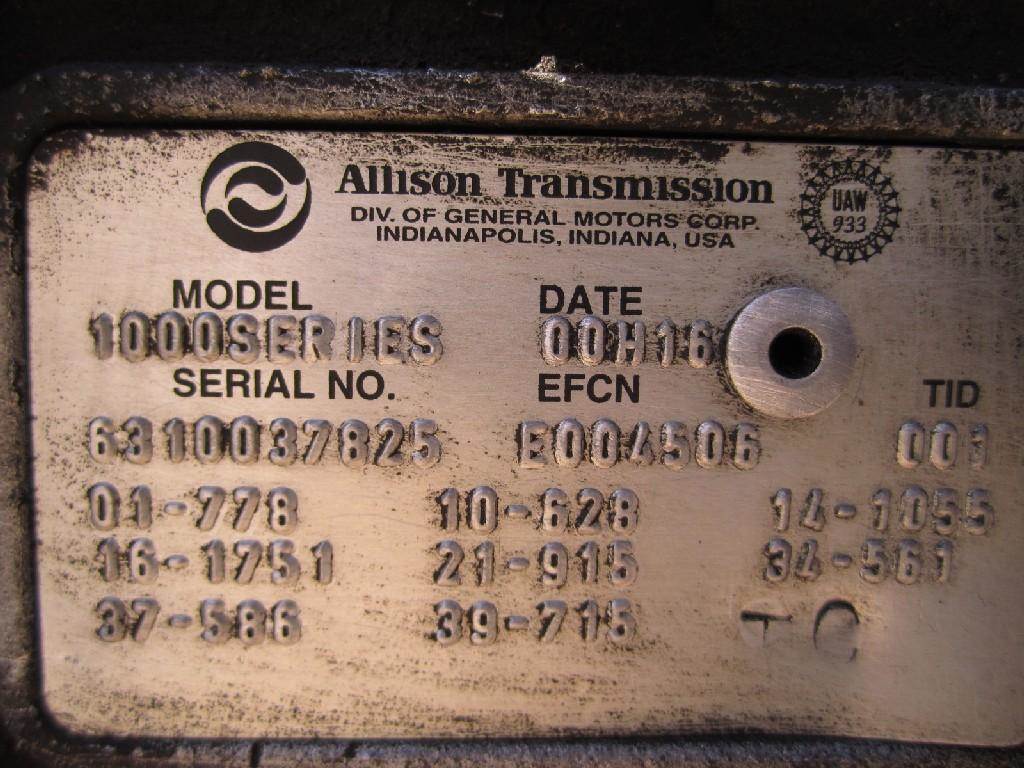 Allison Transmission
DIV. OF GENERAL MOTORS CORP.
INDIANAPOLIS, INDIANA, USA
UAW
933
MODEL DATE
1000SERIES 00H16
SERIAL NO. EFCN TID
6310037825 E004506 001
01-778 10-628 14-1055
16-1751 21-915 34-561
37-586 39-715